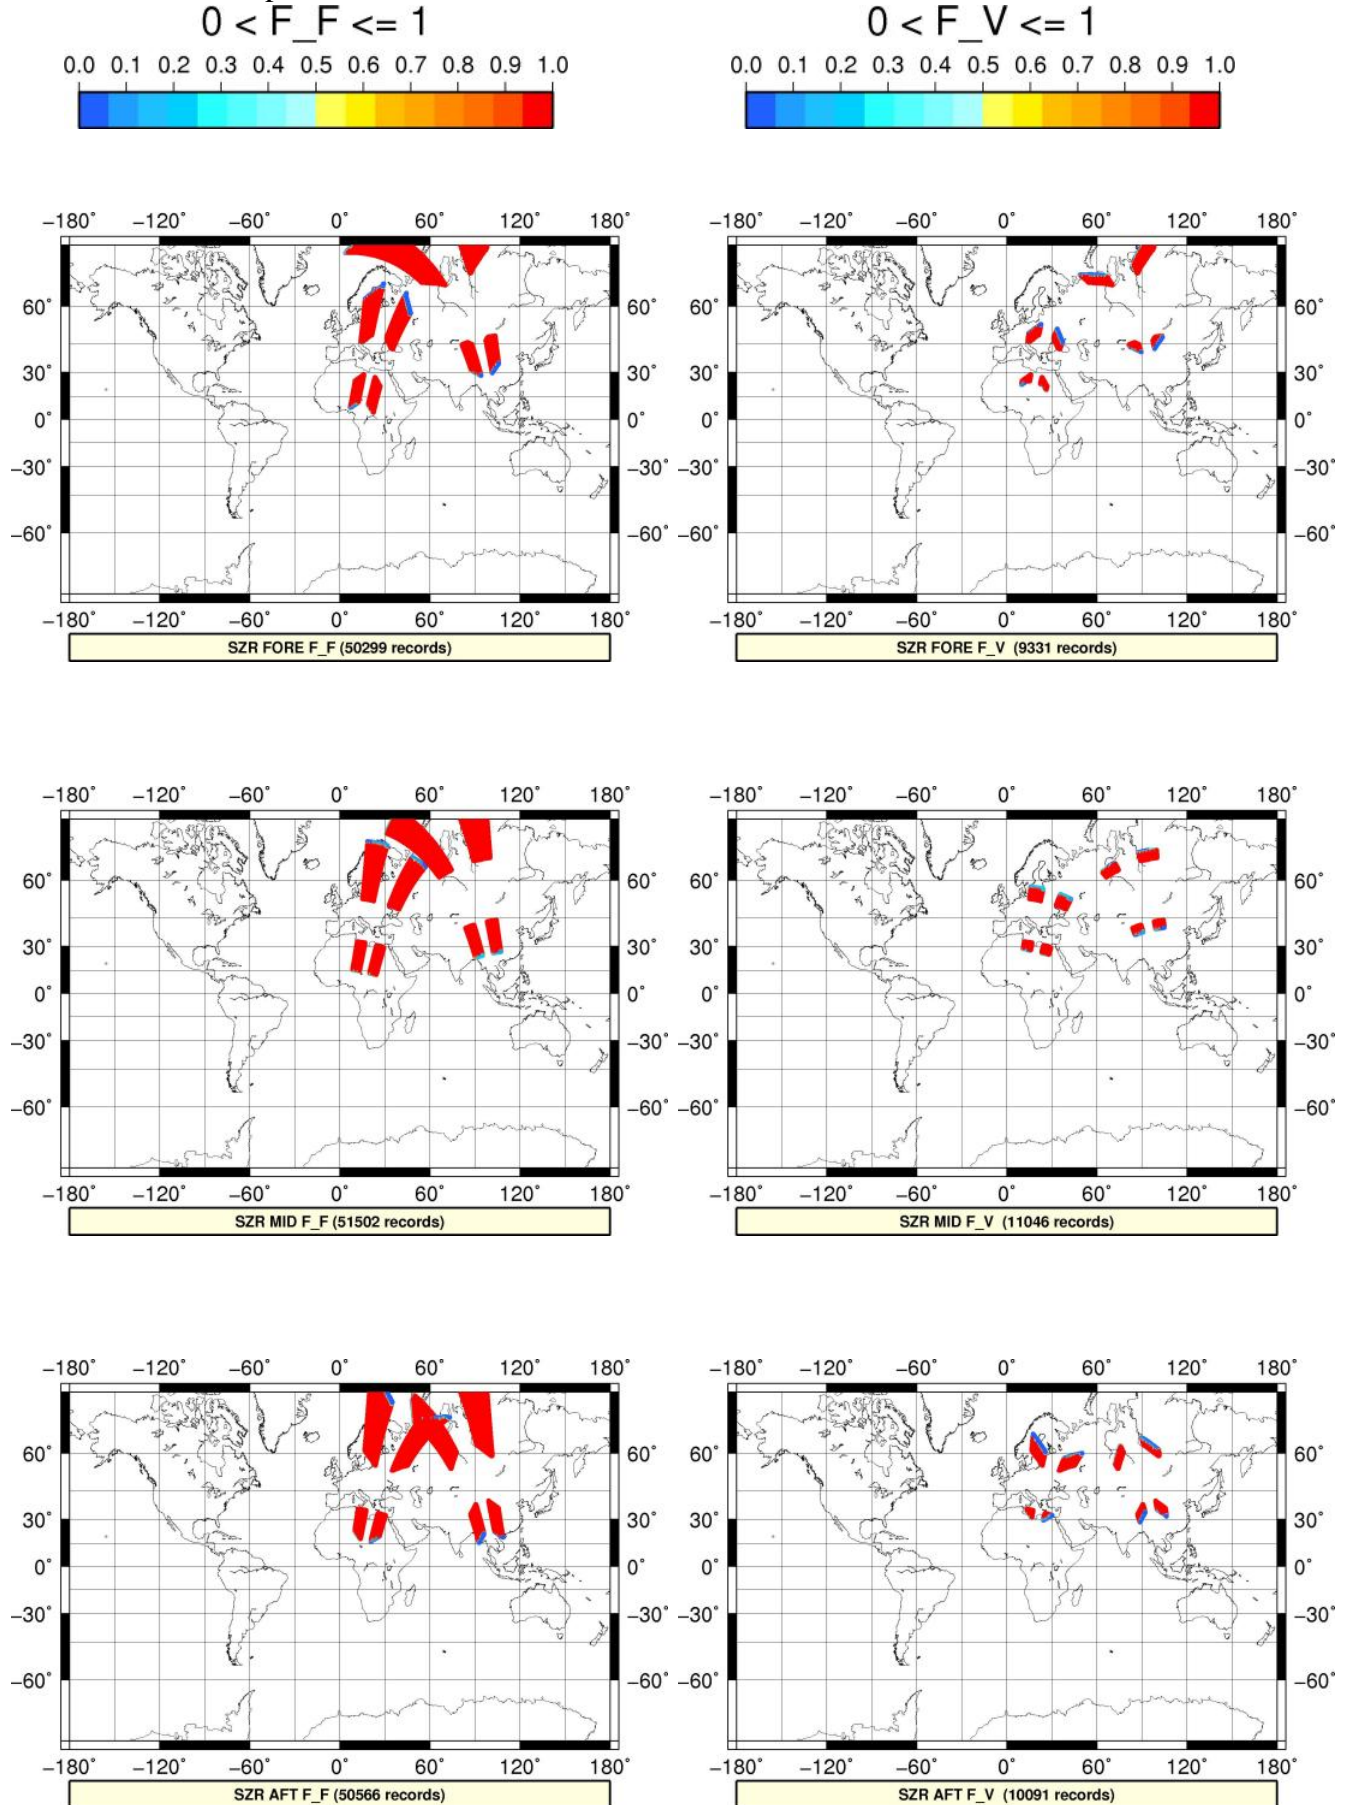 0 < F_F <= 1 0 < F_V <= 1
0.0 0.1 0.2 0.3 0.4 0.5 0.6 0.7 0.8 0.9 1.0 0.0 0.1 0.2 0.3 0.4 0.5 0.6 0.7 0.8 0.9 1.0
−180° −120° −60° 0° 60° 120° 180° −180° −120° −60° 0° 60° 120° 180°
60° 60° 60° 60°
30° 30° 30° 30°
0° 0° 0° 0°
−30° −30° −30° −30°
−60° −60° −60° −60°
−180° −120° −60° 0° 60° 120° 180° −180° −120° −60° 0° 60° 120° 180°
SZR FORE F_F (50299 records) SZR FORE F_V (9331 records)
−180° −120° −60° 0° 60° 120° 180° −180° −120° −60° 0° 60° 120° 180°
60° 60° 60° 60°
30° 30° 30° 30°
0° 0° 0° 0°
−30° −30° −30° −30°
−60° −60° −60° −60°
−180° −120° −60° 0° 60° 120° 180° −180° −120° −60° 0° 60° 120° 180°
SZR MID F_F (51502 records) SZR MID F_V (11046 records)
−180° −120° −60° 0° 60° 120° 180° −180° −120° −60° 0° 60° 120° 180°
60° 60° 60° 60°
30° 30° 30° 30°
0° 0° 0° 0°
−30° −30° −30° −30°
−60° −60° −60° −60°
−180° −120° −60° 0° 60° 120° 180° −180° −120° −60° 0° 60° 120° 180°
SZR AFT F_F (50566 records) SZR AFT F_V (10091 records)